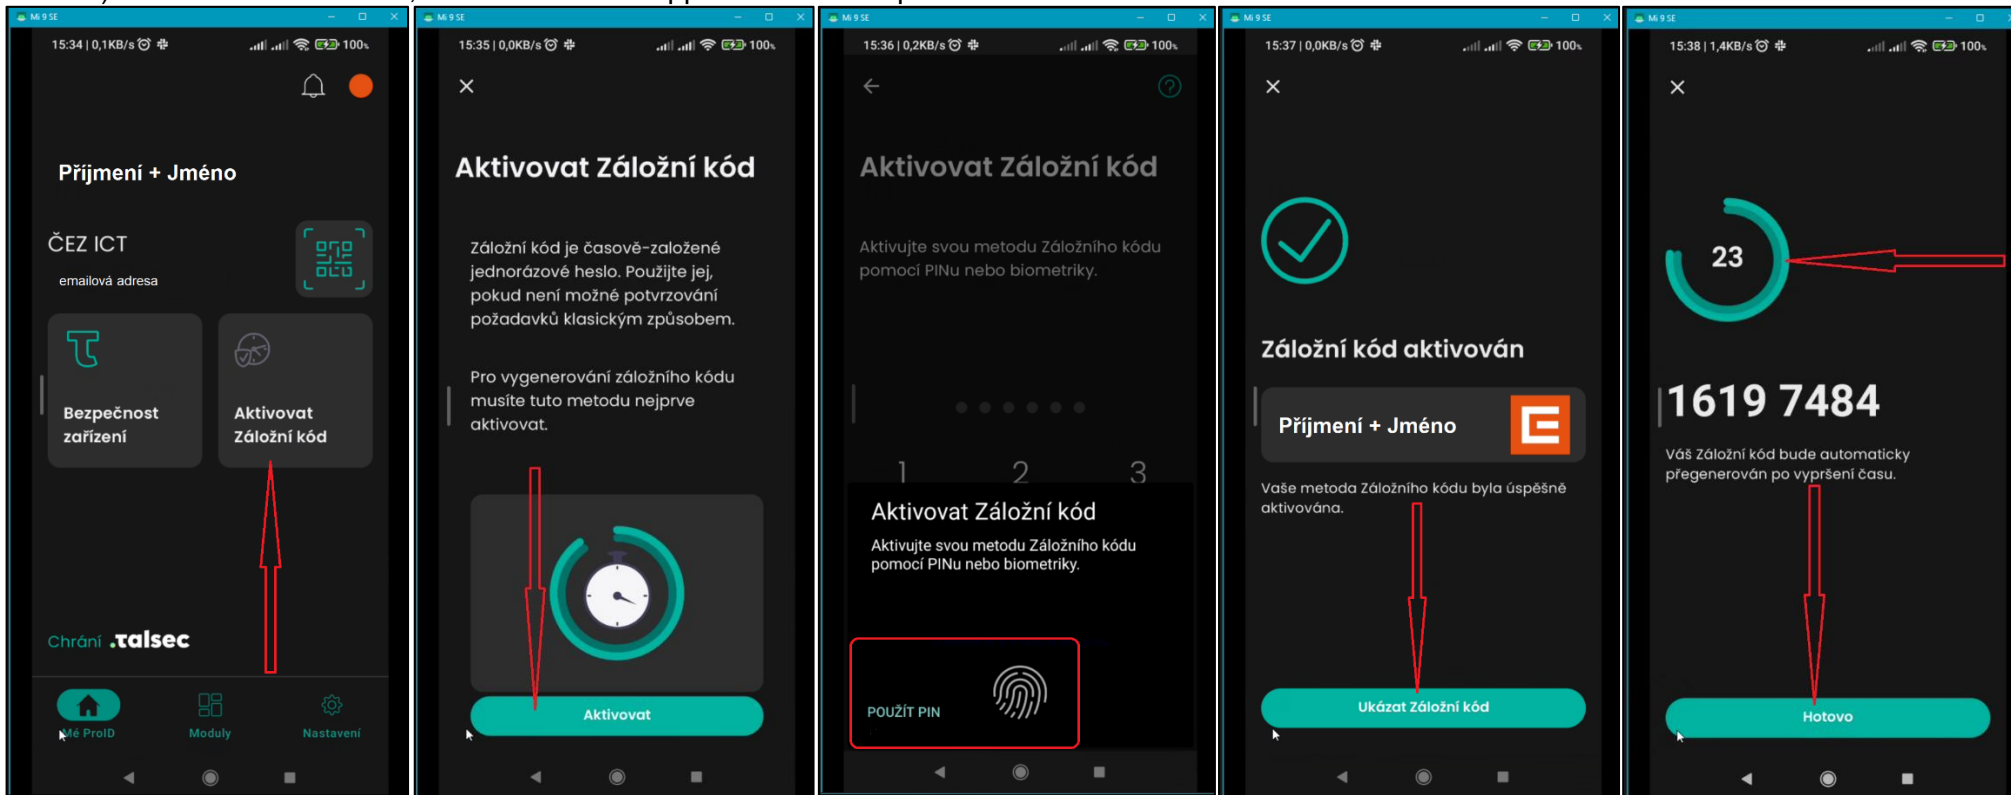 Mi 9 SE
15:34 | 0,1KB/s
100%
Příjmení + Jméno
ČEZ ICT
emailová adresa
Bezpečnost
zařízení
Aktivovat
Záložní kód
Chrání .talsec
Mé ProID
Moduly
Nastavení
Mi 9 SE
15:35 | 0,0KB/s
100%
Aktivovat Záložní kód
Záložní kód je časově-založené
jednorázové heslo. Použijte jej,
pokud není možné potvrzování
požadavků klasickým způsobem.
Pro vygenerování záložního kódu
musíte tuto metodu nejprve
aktivovat.
Aktivovat
Mi 9 SE
15:36 | 0,2KB/s
100%
Aktivovat Záložní kód
Aktivujte svou metodu Záložního kódu
pomocí PINu nebo biometriky.
1 2 3
Aktivovat Záložní kód
Aktivujte svou metodu Záložního kódu
pomocí PINu nebo biometriky.
POUŽÍT PIN
Mi 9 SE
15:37 | 0,0KB/s
100%
Záložní kód aktivován
Příjmení + Jméno
Vaše metoda Záložního kódu byla úspěšně
aktivována.
Ukázat Záložní kód
Mi 9 SE
15:38 | 1,4KB/s
100%
23
1619 7484
Váš Záložní kód bude automaticky
přegenerován po vypršení času.
Hotovo